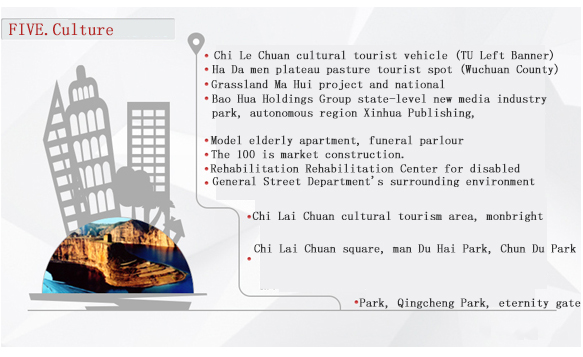 FIVE.Culture
• Chi Le Chuan cultural tourist vehicle (TU Left Banner)
• Ha Da men plateau pasture tourist spot (Wuchuan County)
•Grassland Ma Hui project and national
•Bao Hua Holdings Group state-level new media industry
park, autonomous region Xinhua Publishing,
•Model elderly apartment, funeral parlour
•The 100 is market construction.
•Rehabilitation Rehabilitation Center for disabled
• General Street Department's surrounding environment
•Chi Lai Chuan cultural tourism area, monbright
Chi Lai Chuan square, man Du Hai Park, Chun Du Park
•
•Park, Qingcheng Park, eternity gate